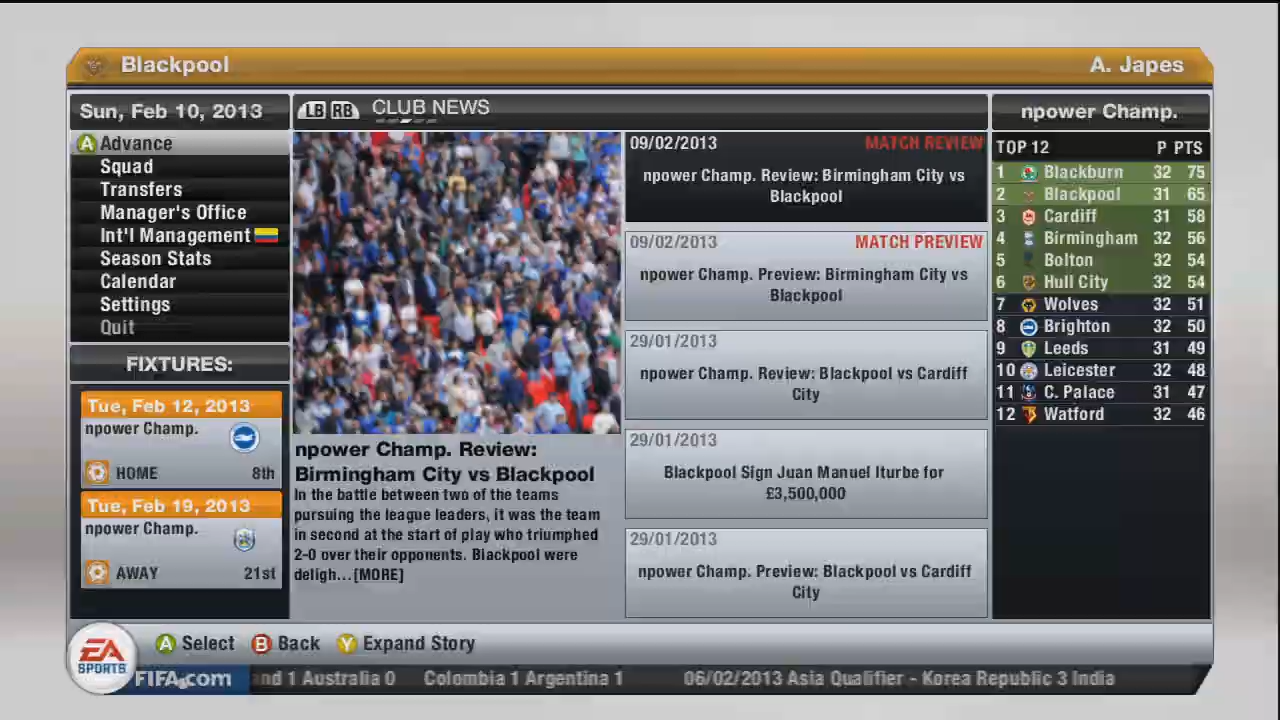 Blackpool
A. Japes
Sun, Feb 10, 2013
LB RB CLUB NEWS
npower Champ.
A Advance
Squad
Transfers
Manager's Office
Int'l Management
Season Stats
Calendar
Settings
Quit
FIXTURES:
Tue, Feb 12, 2013
npower Champ.
HOME 8th
Tue, Feb 19, 2013
npower Champ.
AWAY 21st
npower Champ. Review:
Birmingham City vs Blackpool
In the battle between two of the teams
pursuing the league leaders, it was the team
in second at the start of play who triumphed
2-0 over their opponents. Blackpool were
deligh...[MORE]
09/02/2013 MATCH REVIEW
npower Champ. Review: Birmingham City vs
Blackpool
09/02/2013 MATCH PREVIEW
npower Champ. Preview: Birmingham City vs
Blackpool
29/01/2013
npower Champ. Review: Blackpool vs Cardiff
City
29/01/2013
Blackpool Sign Juan Manuel Iturbe for
£3,500,000
29/01/2013
npower Champ. Preview: Blackpool vs Cardiff
City
TOP 12 P PTS
1 Blackburn 32 75
2 Blackpool 31 65
3 Cardiff 31 58
4 Birmingham 32 56
5 Bolton 32 54
6 Hull City 32 54
7 Wolves 32 51
8 Brighton 32 50
9 Leeds 31 49
10 Leicester 32 48
11 C. Palace 31 47
12 Watford 32 46
A Select B Back Y Expand Story
EA
SPORTS
FIFA.com
nd 1 Australia 0 Colombia 1 Argentina 1 06/02/2013 Asia Qualifier - Korea Republic 3 India